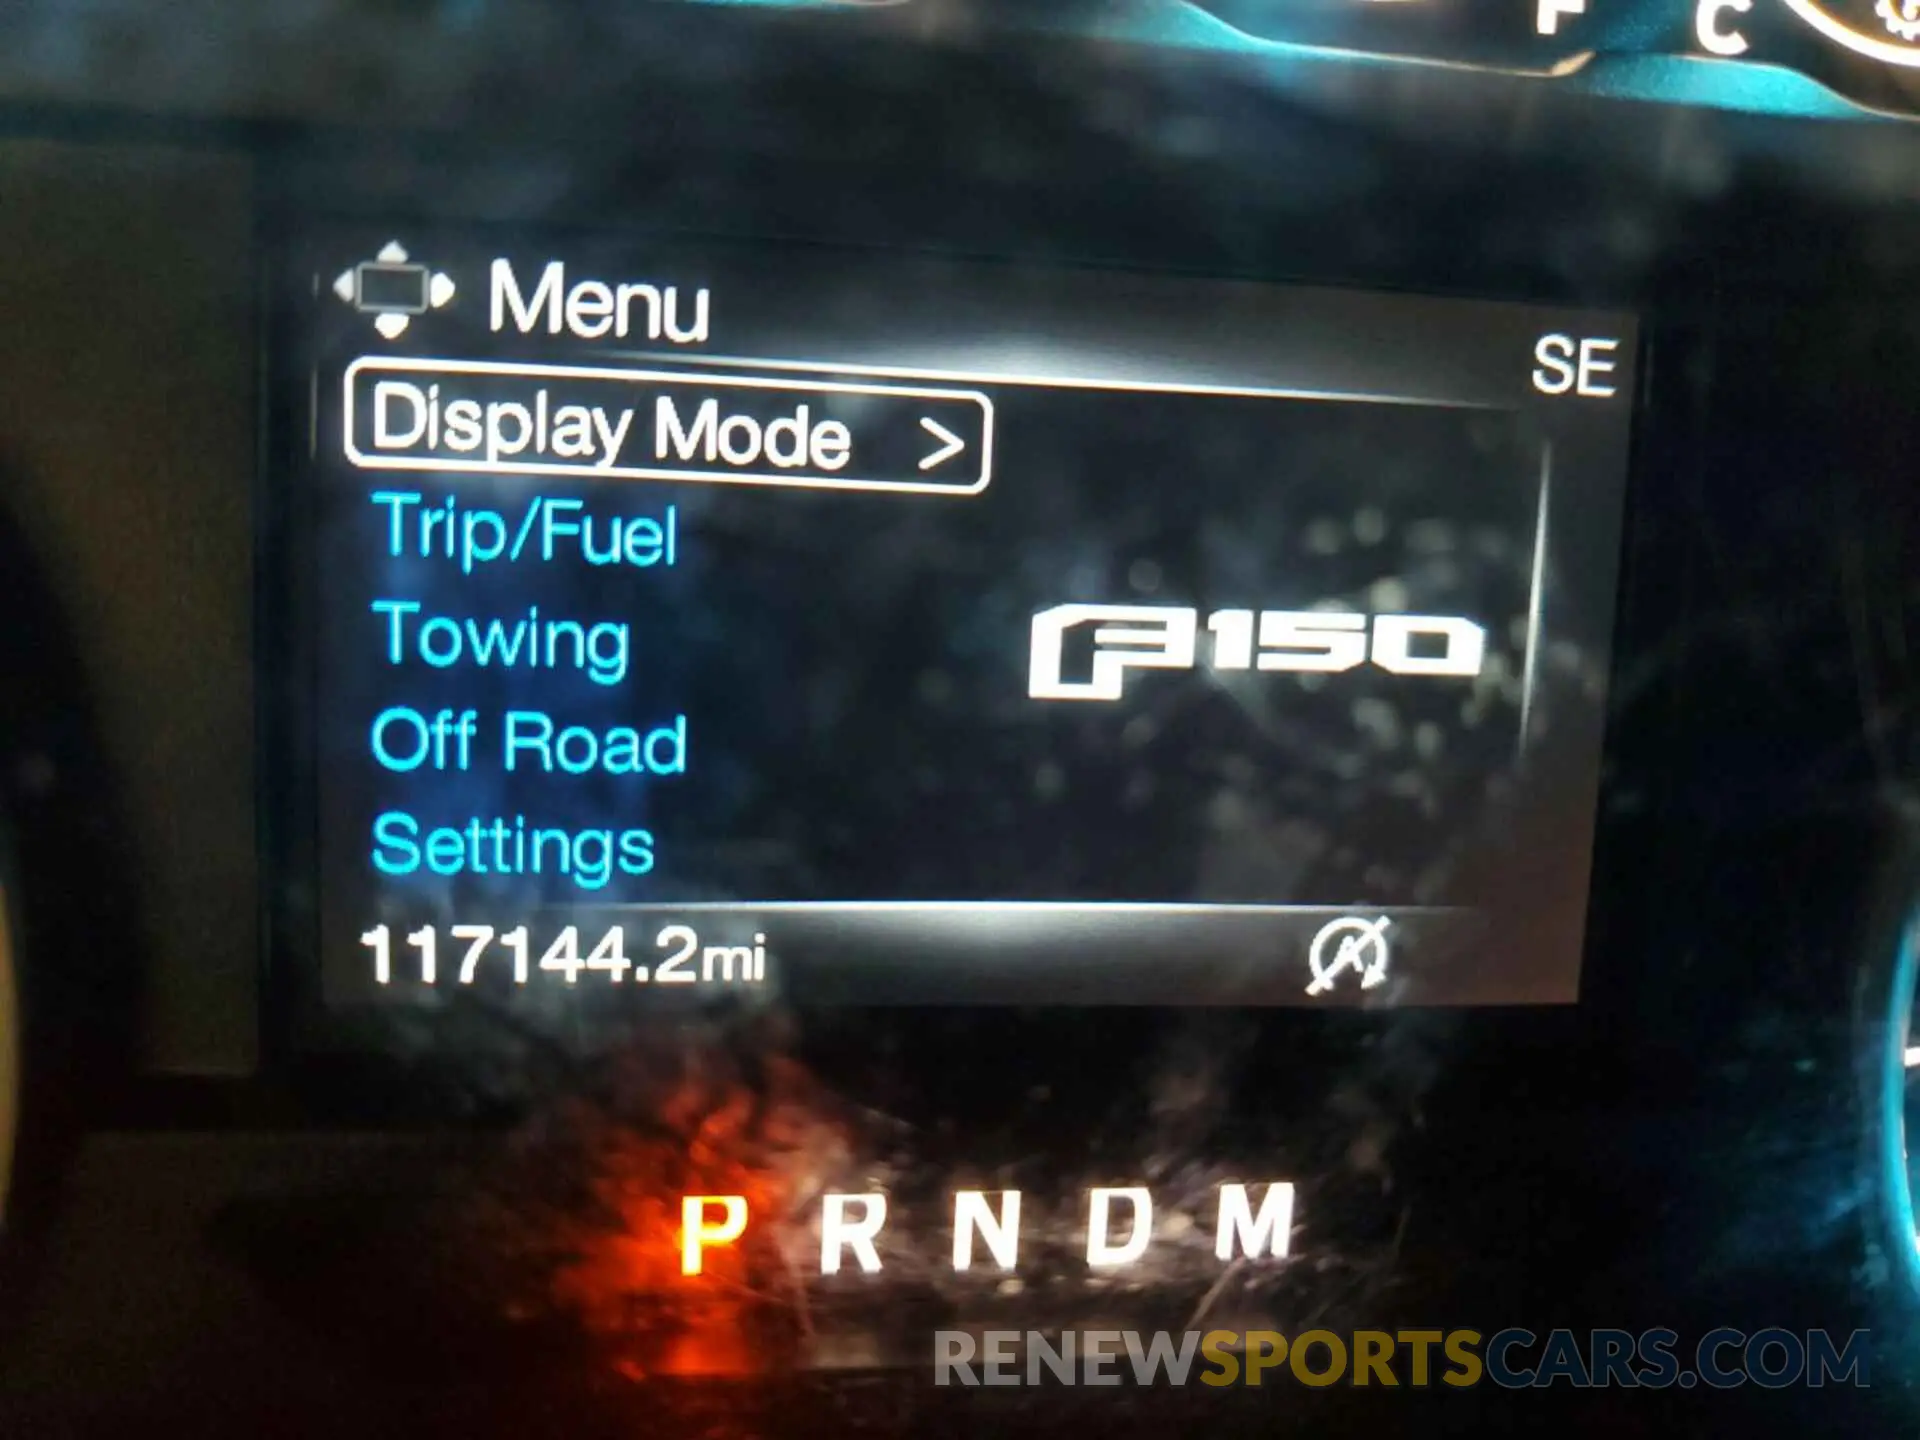 F C
Menu
SE
Display Mode >
Trip/Fuel
Towing
F150
Off Road
Settings
117144.2mi
A
P R N D M
RENEWSPORTSCARS.COM